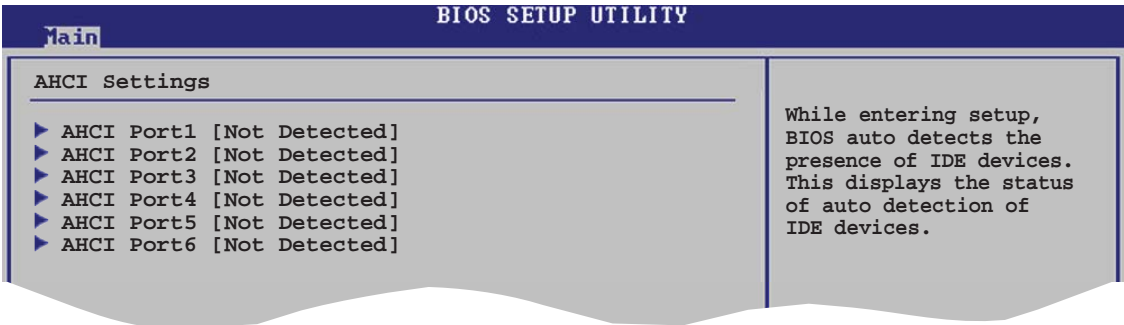 BIOS SETUP UTILITY
Main
AHCI Settings
AHCI Port1 [Not Detected]
AHCI Port2 [Not Detected]
AHCI Port3 [Not Detected]
AHCI Port4 [Not Detected]
AHCI Port5 [Not Detected]
AHCI Port6 [Not Detected]
While entering setup,
BIOS auto detects the
presence of IDE devices.
This displays the status
of auto detection of
IDE devices.